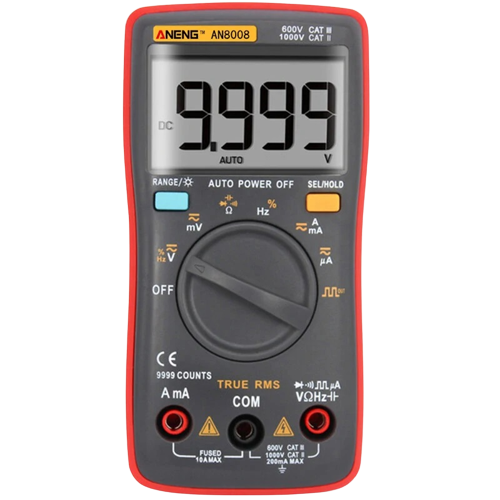 ANENG™ AN8008
600V CAT III
1000V CAT II
DC
9.999
AUTO V
RANGE/☼ AUTO POWER OFF SEL/HOLD
Ω Hz %
mV A
mA
%
Hz V μA
OFF
CE
9999 COUNTS
TRUE RMS
A mA COM μA
VΩHz
FUSED
10A MAX
600V CAT III
1000V CAT II
200mA MAX